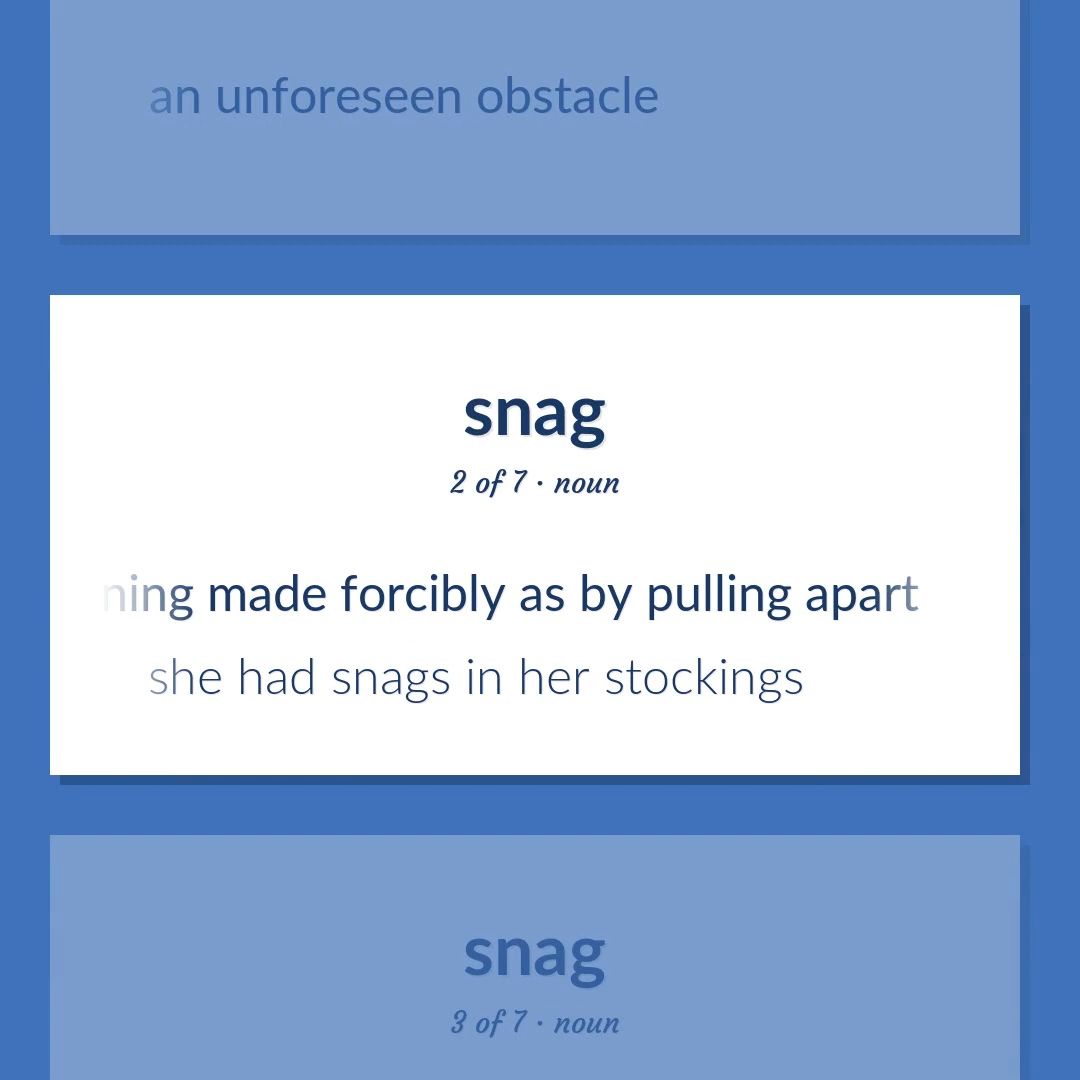 an unforeseen obstacle
snag
2 of 7 · noun
ning made forcibly as by pulling apart
she had snags in her stockings
snag
3 of 7 · noun